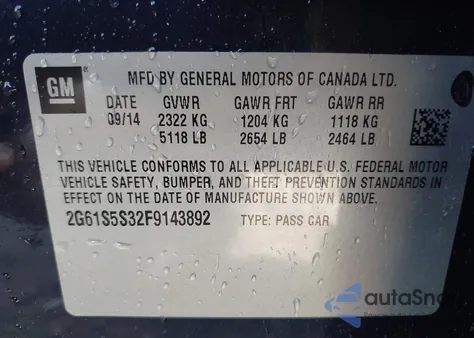 GM
MFD BY GENERAL MOTORS OF CANADA LTD.
DATE GVWR GAWR FRT GAWR RR
09/14 2322 KG 1204 KG 1118 KG
5118 LB 2654 LB 2464 LB
THIS VEHICLE CONFORMS TO ALL APPLICABLE U.S. FEDERAL MOTOR
VEHICLE SAFETY, BUMPER, AND THEFT PREVENTION STANDARDS IN
EFFECT ON THE DATE OF MANUFACTURE SHOWN ABOVE.
2G61S5S32F9143892 TYPE: PASS CAR